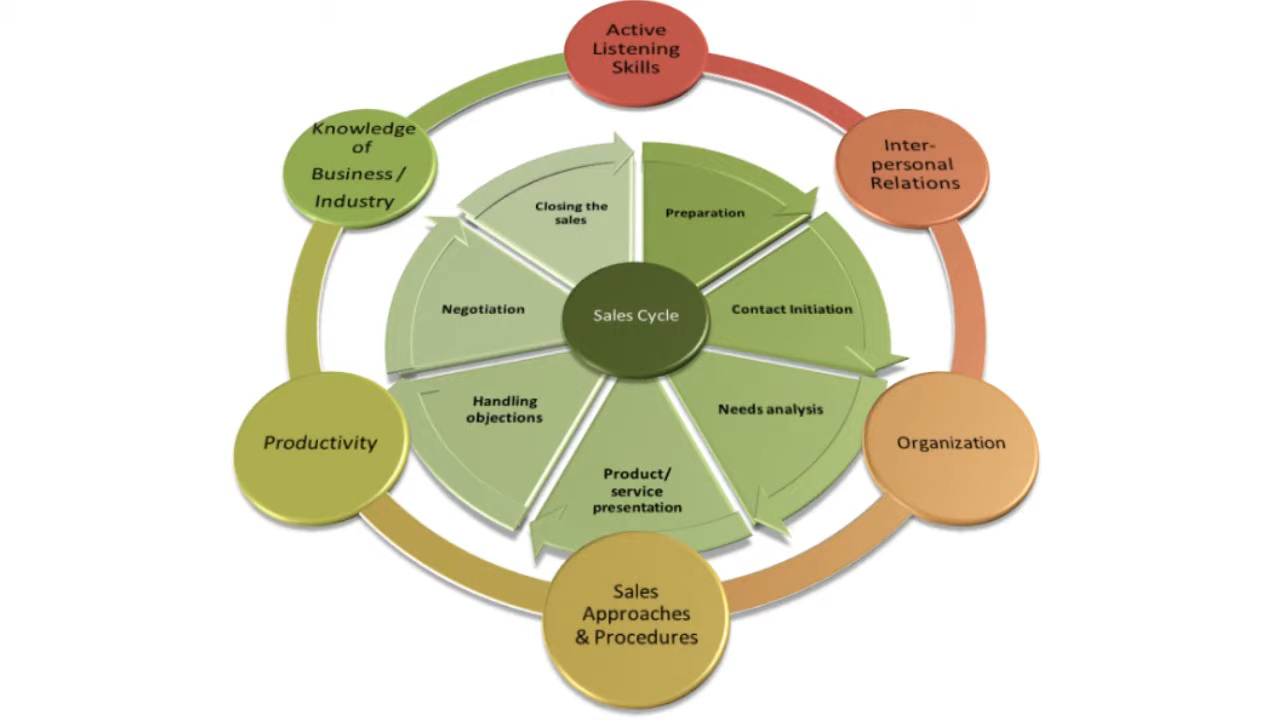 Active
Listening
Skills
Knowledge
of
Business /
Industry
Inter-
personal
Relations
Closing the
sales
Preparation
Negotiation
Sales Cycle
Contact Initiation
Handling
objections
Needs analysis
Productivity
Organization
Product/
service
presentation
Sales
Approaches
& Procedures